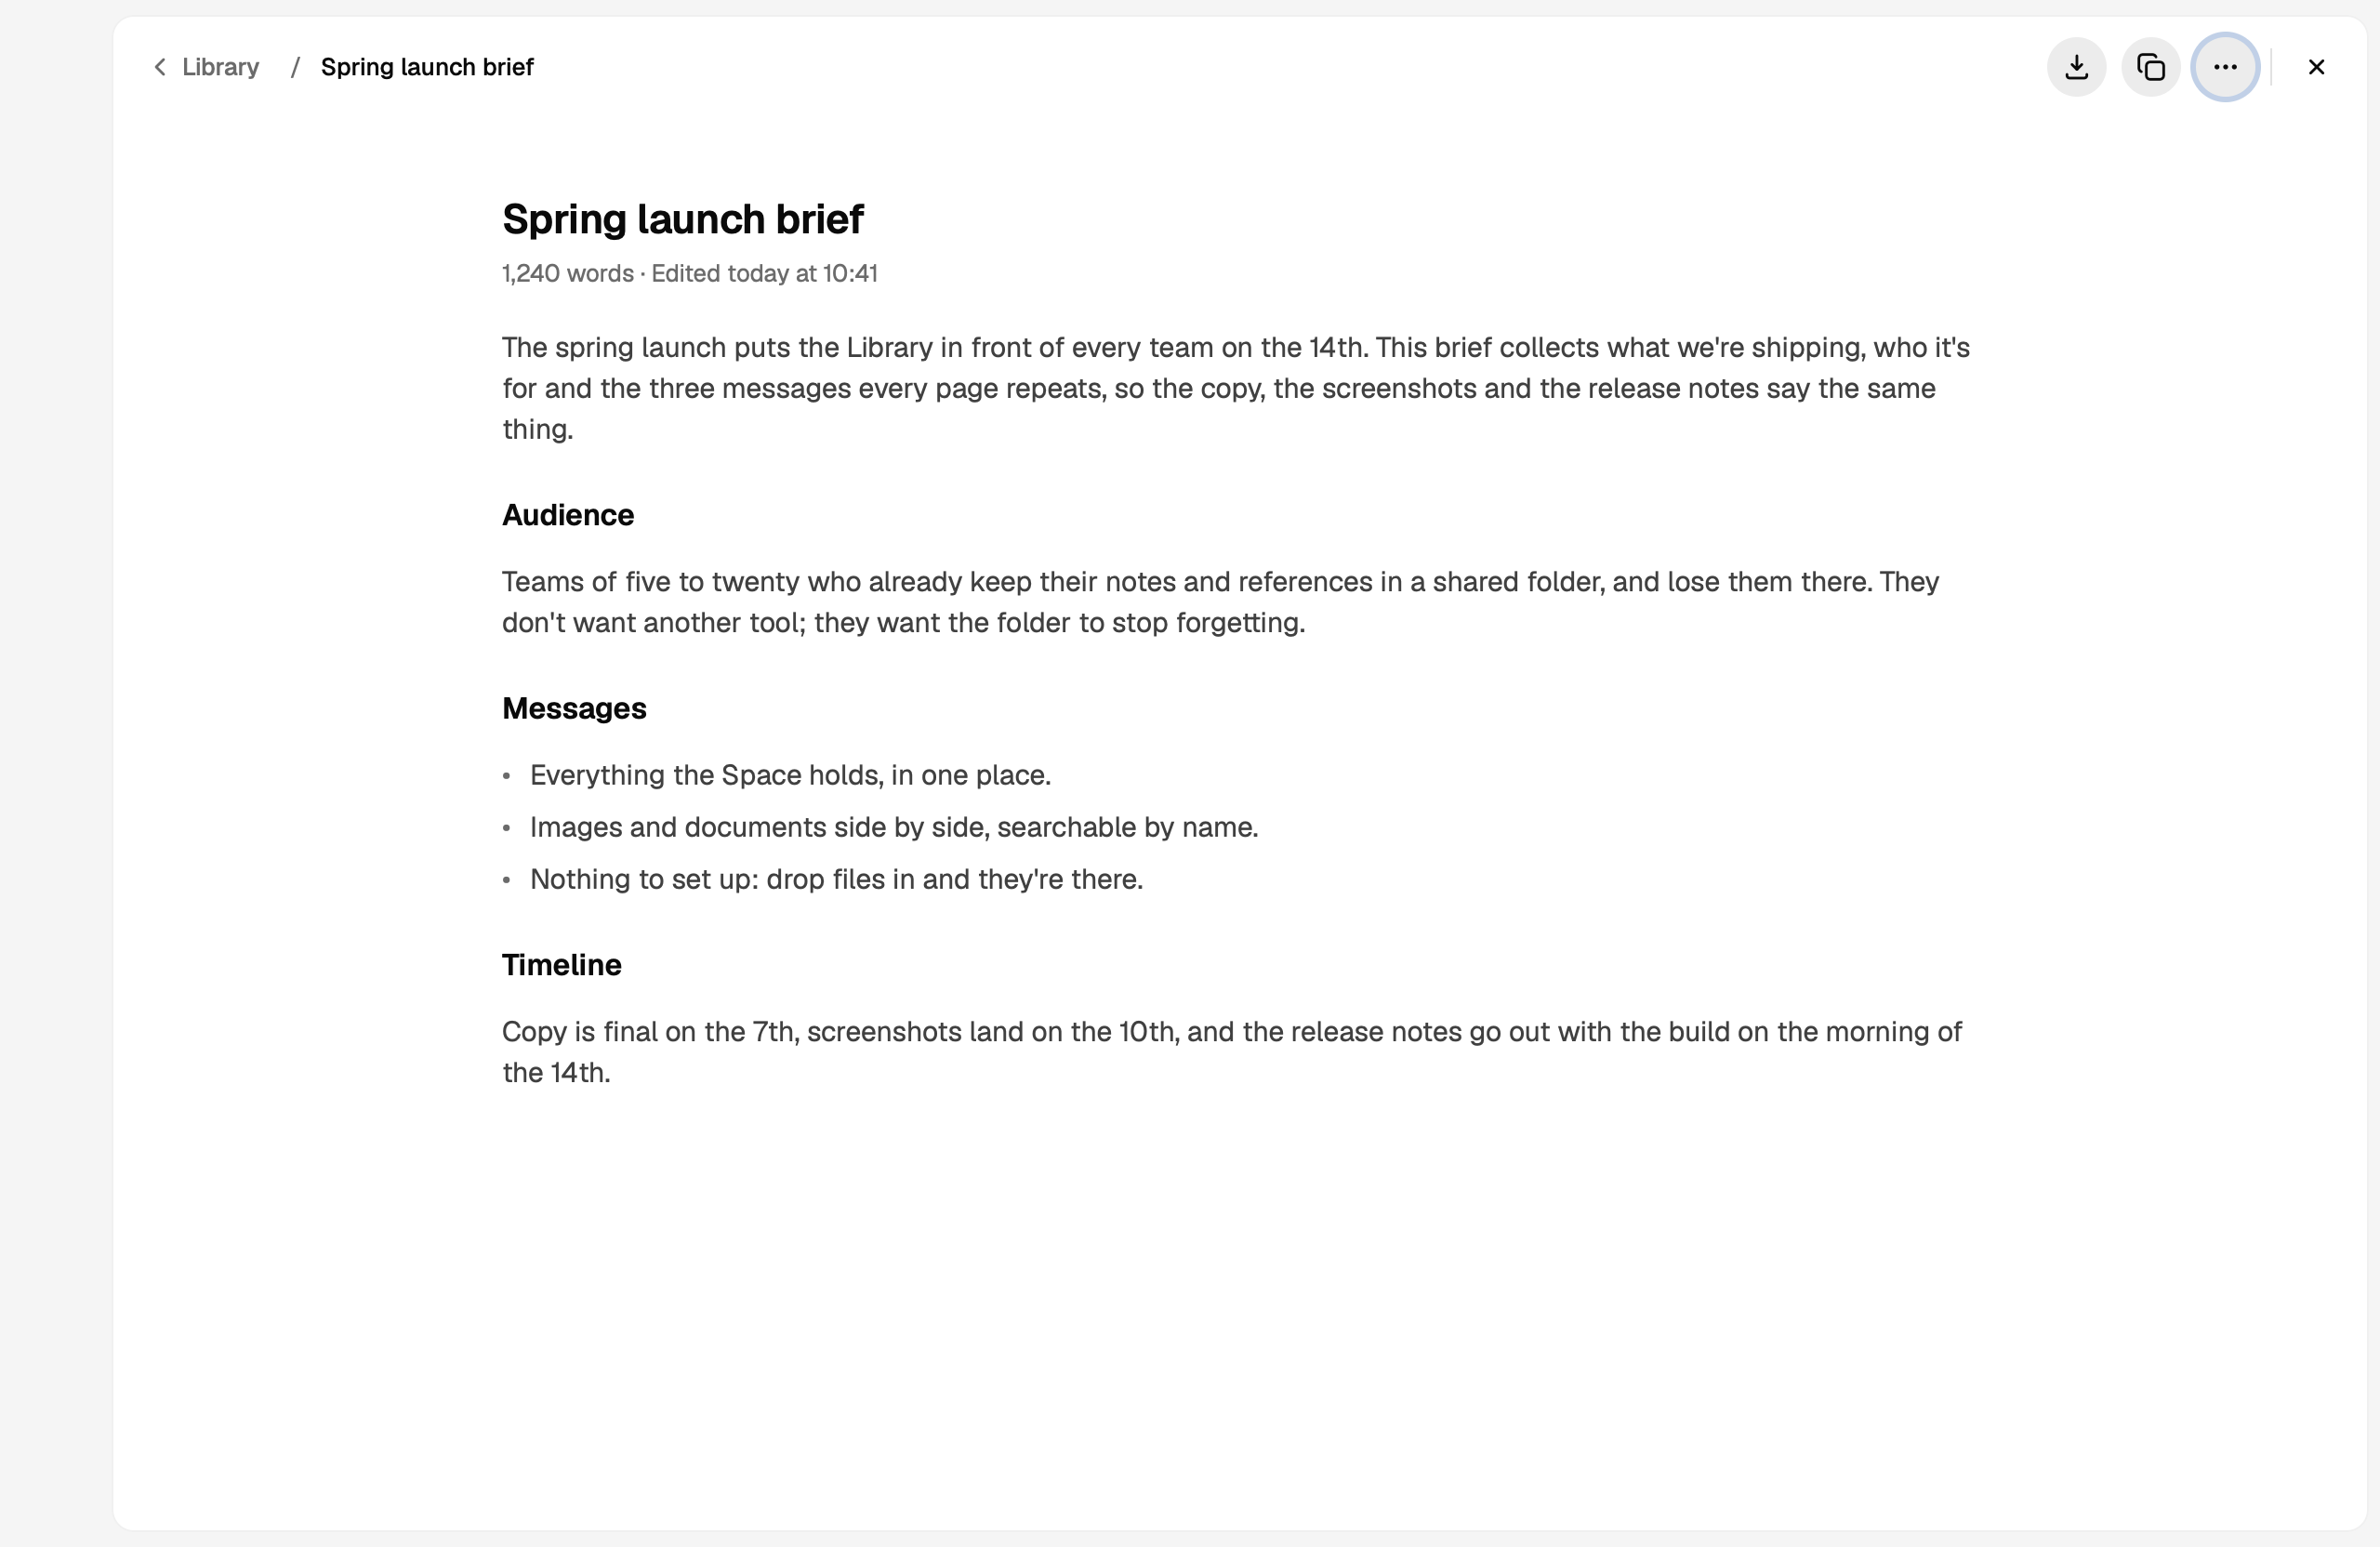 Library / Spring launch brief
Spring launch brief
1,240 words · Edited today at 10:41
The spring launch puts the Library in front of every team on the 14th. This brief collects what we're shipping, who it's
for and the three messages every page repeats, so the copy, the screenshots and the release notes say the same
thing.
Audience
Teams of five to twenty who already keep their notes and references in a shared folder, and lose them there. They
don't want another tool; they want the folder to stop forgetting.
Messages
• Everything the Space holds, in one place.
• Images and documents side by side, searchable by name.
• Nothing to set up: drop files in and they're there.
Timeline
Copy is final on the 7th, screenshots land on the 10th, and the release notes go out with the build on the morning of
the 14th.